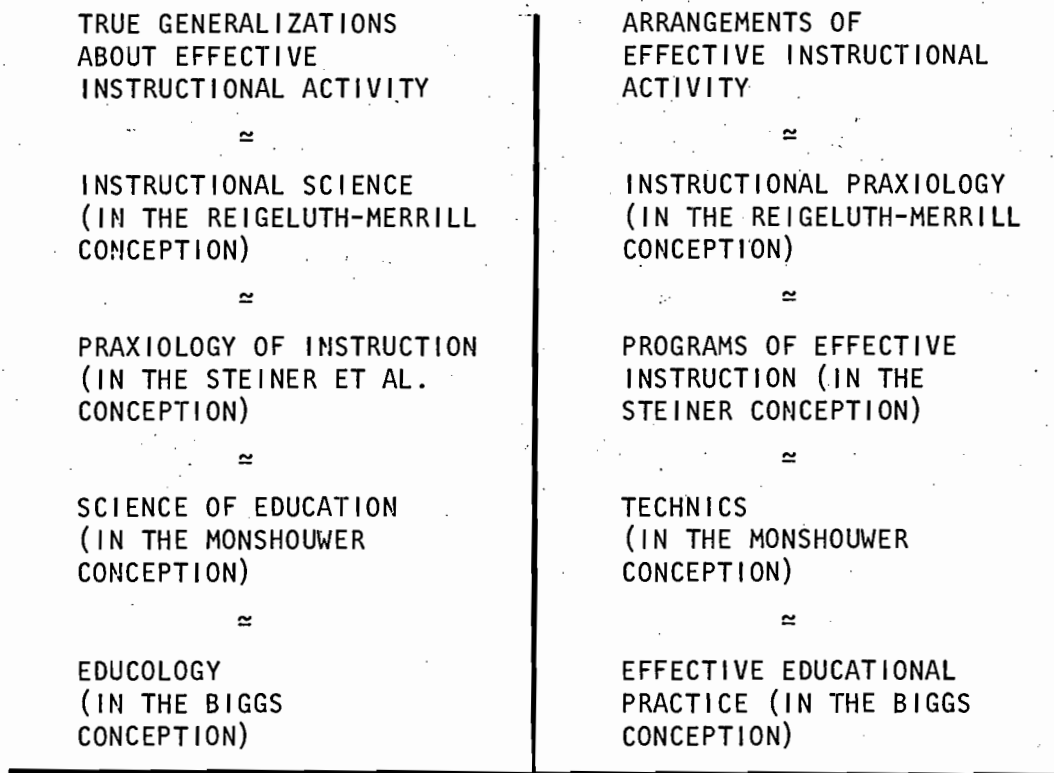 TRUE GENERALIZATIONS
ABOUT EFFECTIVE
INSTRUCTIONAL ACTIVITY
≃
INSTRUCTIONAL SCIENCE
(IN THE REIGELUTH-MERRILL
CONCEPTION)
≃
PRAXIOLOGY OF INSTRUCTION
(IN THE STEINER ET AL.
CONCEPTION)
≃
SCIENCE OF EDUCATION
(IN THE MONSHOUWER
CONCEPTION)
≃
EDUCOLOGY
(IN THE BIGGS
CONCEPTION)
ARRANGEMENTS OF
EFFECTIVE INSTRUCTIONAL
ACTIVITY
≃
INSTRUCTIONAL PRAXIOLOGY
(IN THE REIGELUTH-MERRILL
CONCEPTION)
≃
PROGRAMS OF EFFECTIVE
INSTRUCTION (IN THE
STEINER CONCEPTION)
≃
TECHNICS
(IN THE MONSHOUWER
CONCEPTION)
≃
EFFECTIVE EDUCATIONAL
PRACTICE (IN THE BIGGS
CONCEPTION)